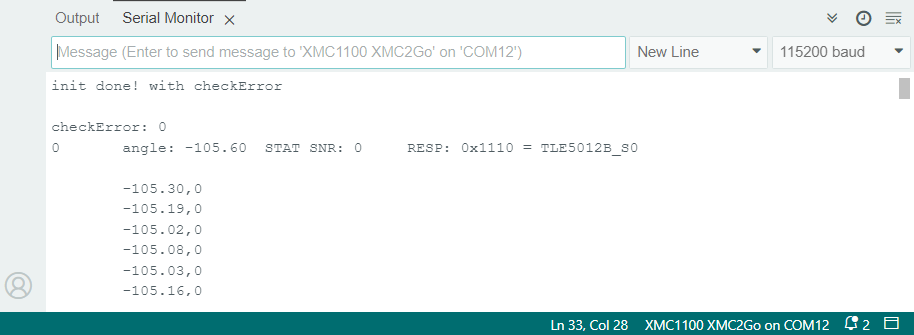 Output Serial Monitor
Message (Enter to send message to 'XMC1100 XMC2Go' on 'COM12') New Line 115200 baud
init done! with checkError
checkError: 0
0 angle: -105.60 STAT SNR: 0 RESP: 0x1110 = TLE5012B_S0
-105.30,0
-105.19,0
-105.02,0
-105.08,0
-105.03,0
-105.16,0
Ln 33, Col 28 XMC1100 XMC2Go on COM12 2